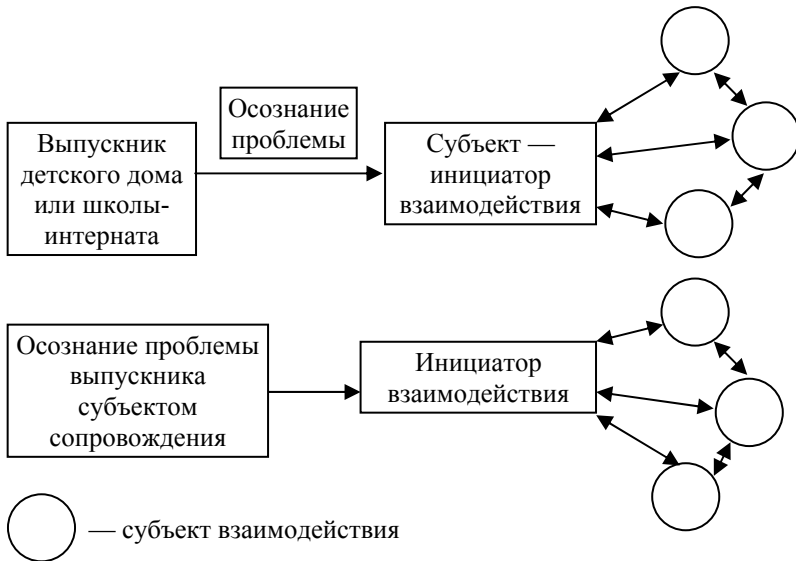 Осознание
проблемы
Выпускник
детского дома
или школы-
интерната
Субъект —
инициатор
взаимодействия
Осознание проблемы
выпускника
субъектом
сопровождения
Инициатор
взаимодействия
— субъект взаимодействия